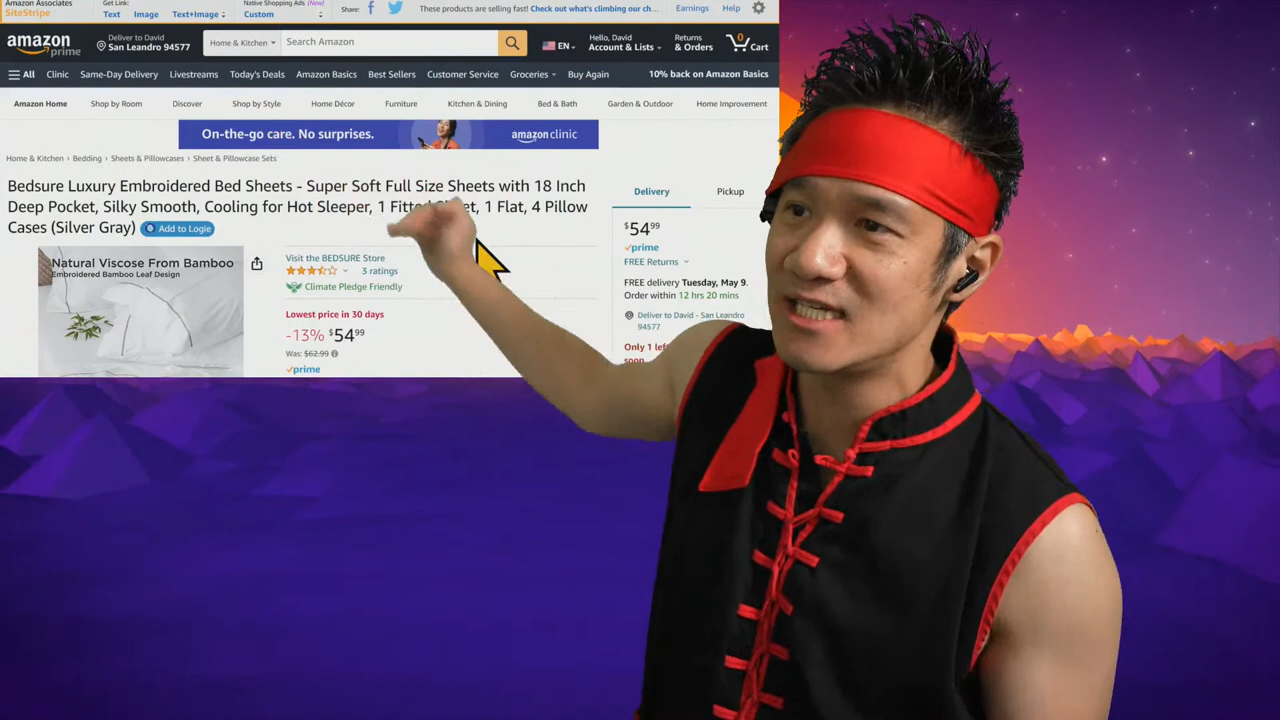 Amazon Associates
SiteStripe
Get Link:
Text Image Text+Image
Native Shopping Ads (New)
Custom
Share:
These products are selling fast! Check out what's climbing our ch...
Earnings Help
amazon
prime
Deliver to David
San Leandro 94577
Home & Kitchen
Search Amazon
EN
Hello, David
Account & Lists
Returns
& Orders
0
Cart
All Clinic Same-Day Delivery Livestreams Today's Deals Amazon Basics Best Sellers Customer Service Groceries Buy Again 10% back on Amazon Basics
Amazon Home Shop by Room Discover Shop by Style Home Décor Furniture Kitchen & Dining Bed & Bath Garden & Outdoor Home Improvement
On-the-go care. No surprises. amazon clinic
Home & Kitchen › Bedding › Sheets & Pillowcases › Sheet & Pillowcase Sets
Bedsure Luxury Embroidered Bed Sheets - Super Soft Full Size Sheets with 18 Inch
Deep Pocket, Silky Smooth, Cooling for Hot Sleeper, 1 Fitted Sheet, 1 Flat, 4 Pillow
Cases (Silver Gray) Add to Logie
Natural Viscose From Bamboo
Embroidered Bamboo Leaf Design
Visit the BEDSURE Store
3 ratings
Climate Pledge Friendly
Lowest price in 30 days
-13% $54.99
Was: $62.99
prime
Delivery Pickup
$54.99
prime
FREE Returns
FREE delivery Tuesday, May 9.
Order within 12 hrs 20 mins
Deliver to David - San Leandro
94577
Only 1
soon